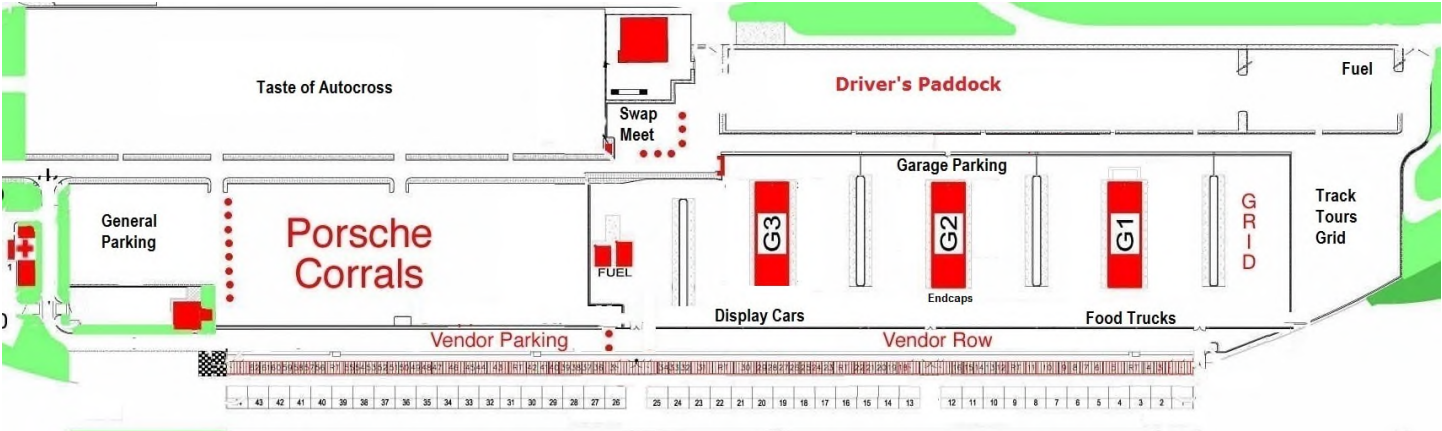 Taste of Autocross
Swap
Meet
Driver's Paddock
Fuel
Garage Parking
General
Parking
Porsche
Corrals
FUEL
G3
G2
G1
GRID
Track
Tours
Grid
1
Endcaps
Display Cars
Food Trucks
Vendor Parking
Vendor Row
43 42 41 40 39 38 37 36 35 34 33 32 31 30 29 28 27 26 25 24 23 22 21 20 19 18 17 16 15 14 13 12 11 10 9 8 7 6 5 4 3 2